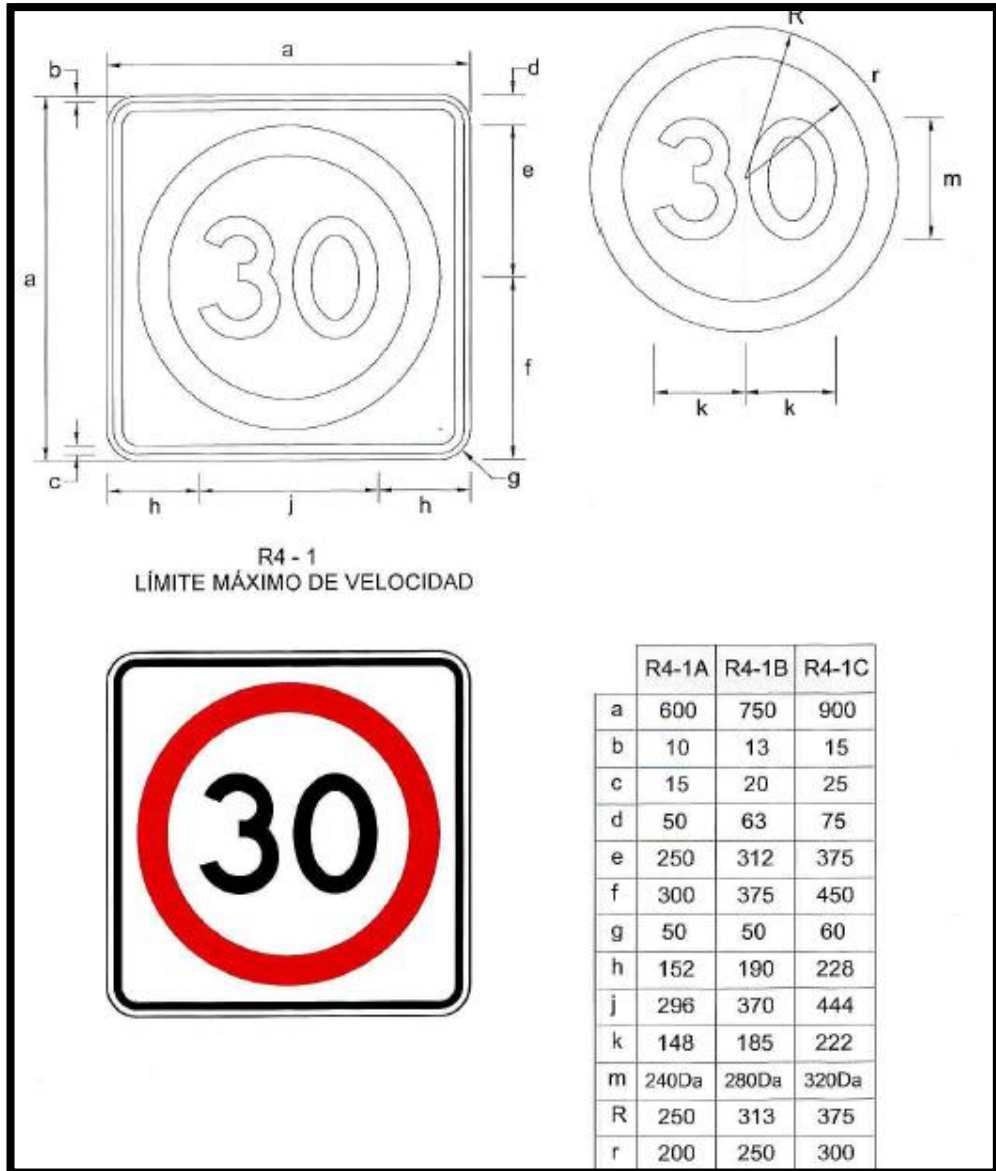 a
b
d
R
r
30
30
e
m
a
f
k k
c
g
h j h
R4 - 1
LÍMITE MÁXIMO DE VELOCIDAD
30
R4-1A R4-1B R4-1C
a 600 750 900
b 10 13 15
c 15 20 25
d 50 63 75
e 250 312 375
f 300 375 450
g 50 50 60
h 152 190 228
j 296 370 444
k 148 185 222
m 240Da 280Da 320Da
R 250 313 375
r 200 250 300